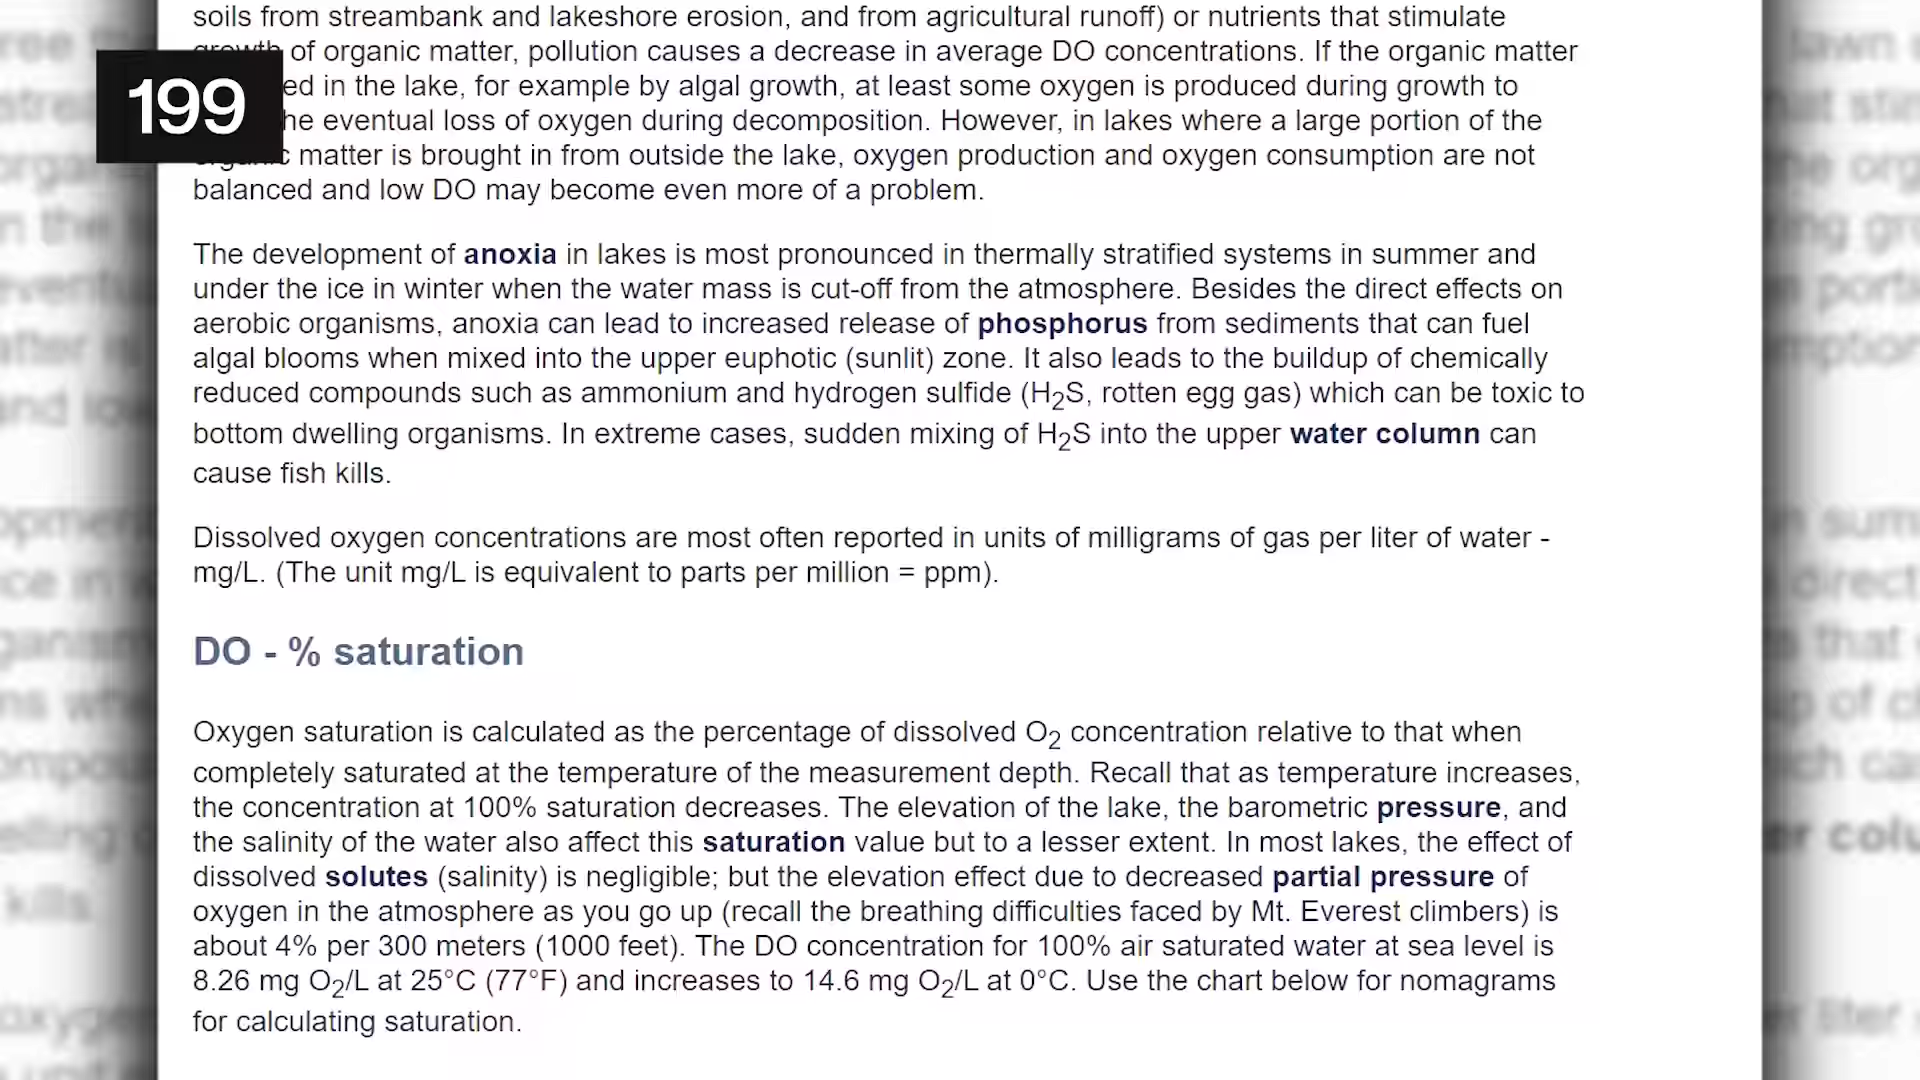 soils from streambank and lakeshore erosion, and from agricultural runoff) or nutrients that stimulate
growth of organic matter, pollution causes a decrease in average DO concentrations. If the organic matter
199
ed in the lake, for example by algal growth, at least some oxygen is produced during growth to
he eventual loss of oxygen during decomposition. However, in lakes where a large portion of the
organic matter is brought in from outside the lake, oxygen production and oxygen consumption are not
balanced and low DO may become even more of a problem.
The development of anoxia in lakes is most pronounced in thermally stratified systems in summer and
under the ice in winter when the water mass is cut-off from the atmosphere. Besides the direct effects on
aerobic organisms, anoxia can lead to increased release of phosphorus from sediments that can fuel
algal blooms when mixed into the upper euphotic (sunlit) zone. It also leads to the buildup of chemically
reduced compounds such as ammonium and hydrogen sulfide (H₂S, rotten egg gas) which can be toxic to
bottom dwelling organisms. In extreme cases, sudden mixing of H₂S into the upper water column can
cause fish kills.
Dissolved oxygen concentrations are most often reported in units of milligrams of gas per liter of water -
mg/L. (The unit mg/L is equivalent to parts per million = ppm).
DO - % saturation
Oxygen saturation is calculated as the percentage of dissolved O₂ concentration relative to that when
completely saturated at the temperature of the measurement depth. Recall that as temperature increases,
the concentration at 100% saturation decreases. The elevation of the lake, the barometric pressure, and
the salinity of the water also affect this saturation value but to a lesser extent. In most lakes, the effect of
dissolved solutes (salinity) is negligible; but the elevation effect due to decreased partial pressure of
oxygen in the atmosphere as you go up (recall the breathing difficulties faced by Mt. Everest climbers) is
about 4% per 300 meters (1000 feet). The DO concentration for 100% air saturated water at sea level is
8.26 mg O₂/L at 25°C (77°F) and increases to 14.6 mg O₂/L at 0°C. Use the chart below for nomagrams
for calculating saturation.